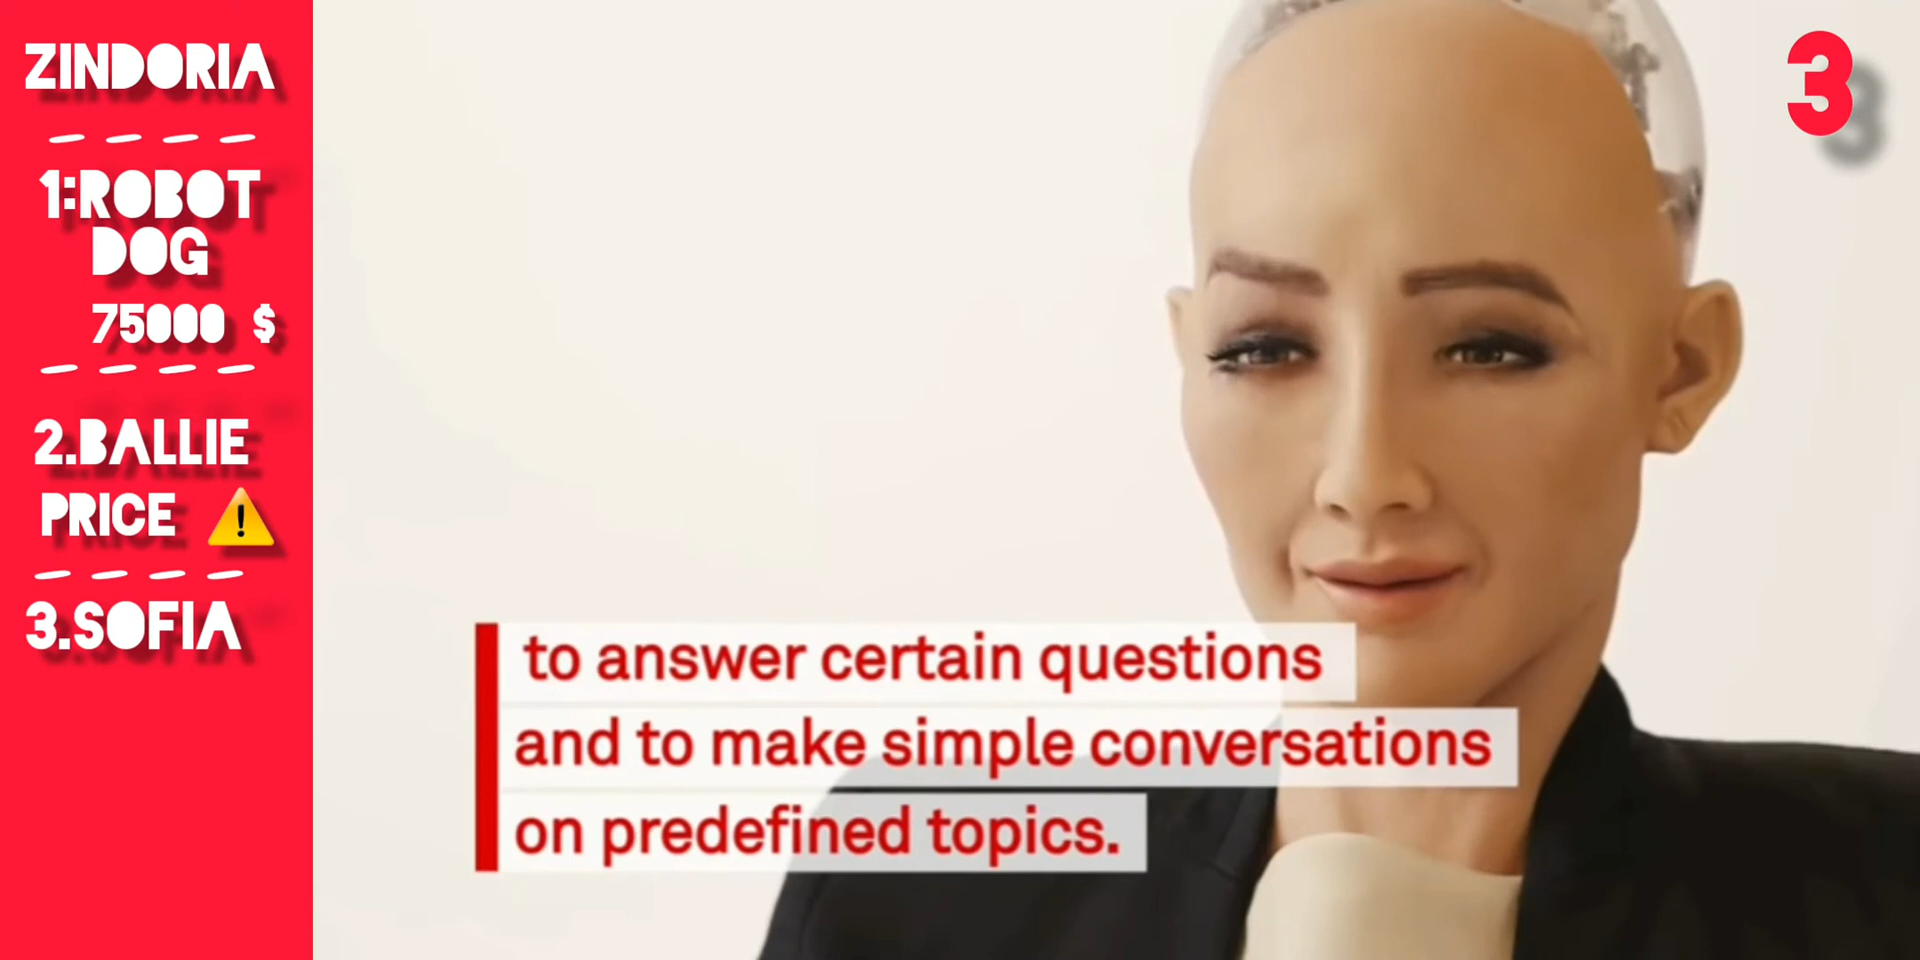 ZINDORIA
1:ROBOT
DOG
75000 $
2.BALLIE
PRICE
3.SOFIA
3
to answer certain questions
and to make simple conversations
on predefined topics.